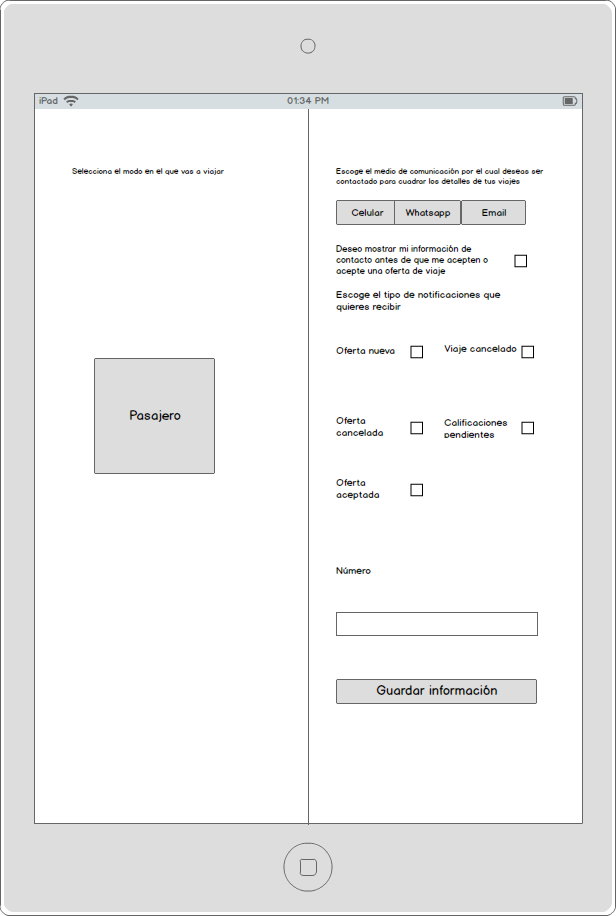 iPad
01:34 PM
Selecciona el modo en el que vas a viajar
Pasajero
Escoge el medio de comunicación por el cual deseas ser
contactado para cuadrar los detalles de tus viajes
Celular Whatsapp Email
Deseo mostrar mi información de
contacto antes de que me acepten o
acepte una oferta de viaje
Escoge el tipo de notificaciones que
quieres recibir
Oferta nueva
Viaje cancelado
Oferta
cancelada
Calificaciones
pendientes
Oferta
aceptada
Número
Guardar información